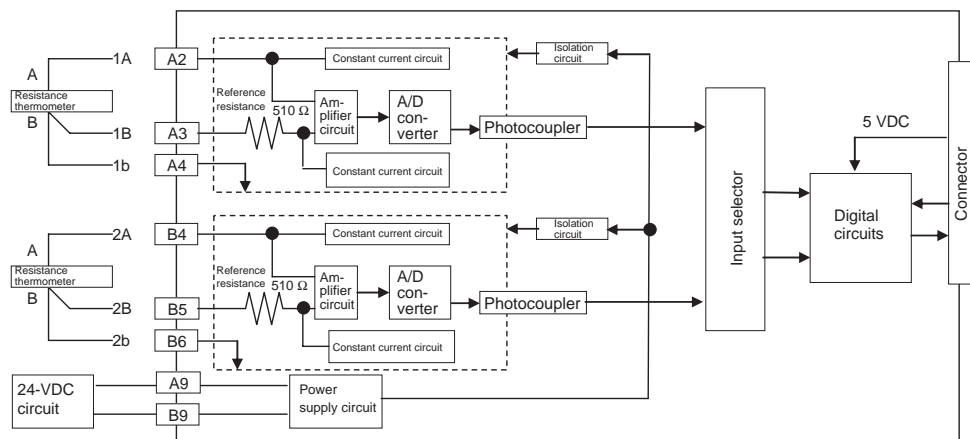 1A
A2
Constant current circuit
Isolation
circuit
A
Resistance
thermometer
B
Reference
resistance
510 Ω
Am-
plifier
circuit
A/D
con-
verter
1B
A3
Photocoupler
5 VDC
Connector
1b
A4
Constant current circuit
Input selector
Digital
circuits
2A
B4
Constant current circuit
Isolation
circuit
A
Resistance
thermometer
B
Reference
resistance
510 Ω
Am-
plifier
circuit
A/D
con-
verter
2B
B5
Photocoupler
2b
B6
Constant current circuit
24-VDC
circuit
A9
B9
Power
supply circuit